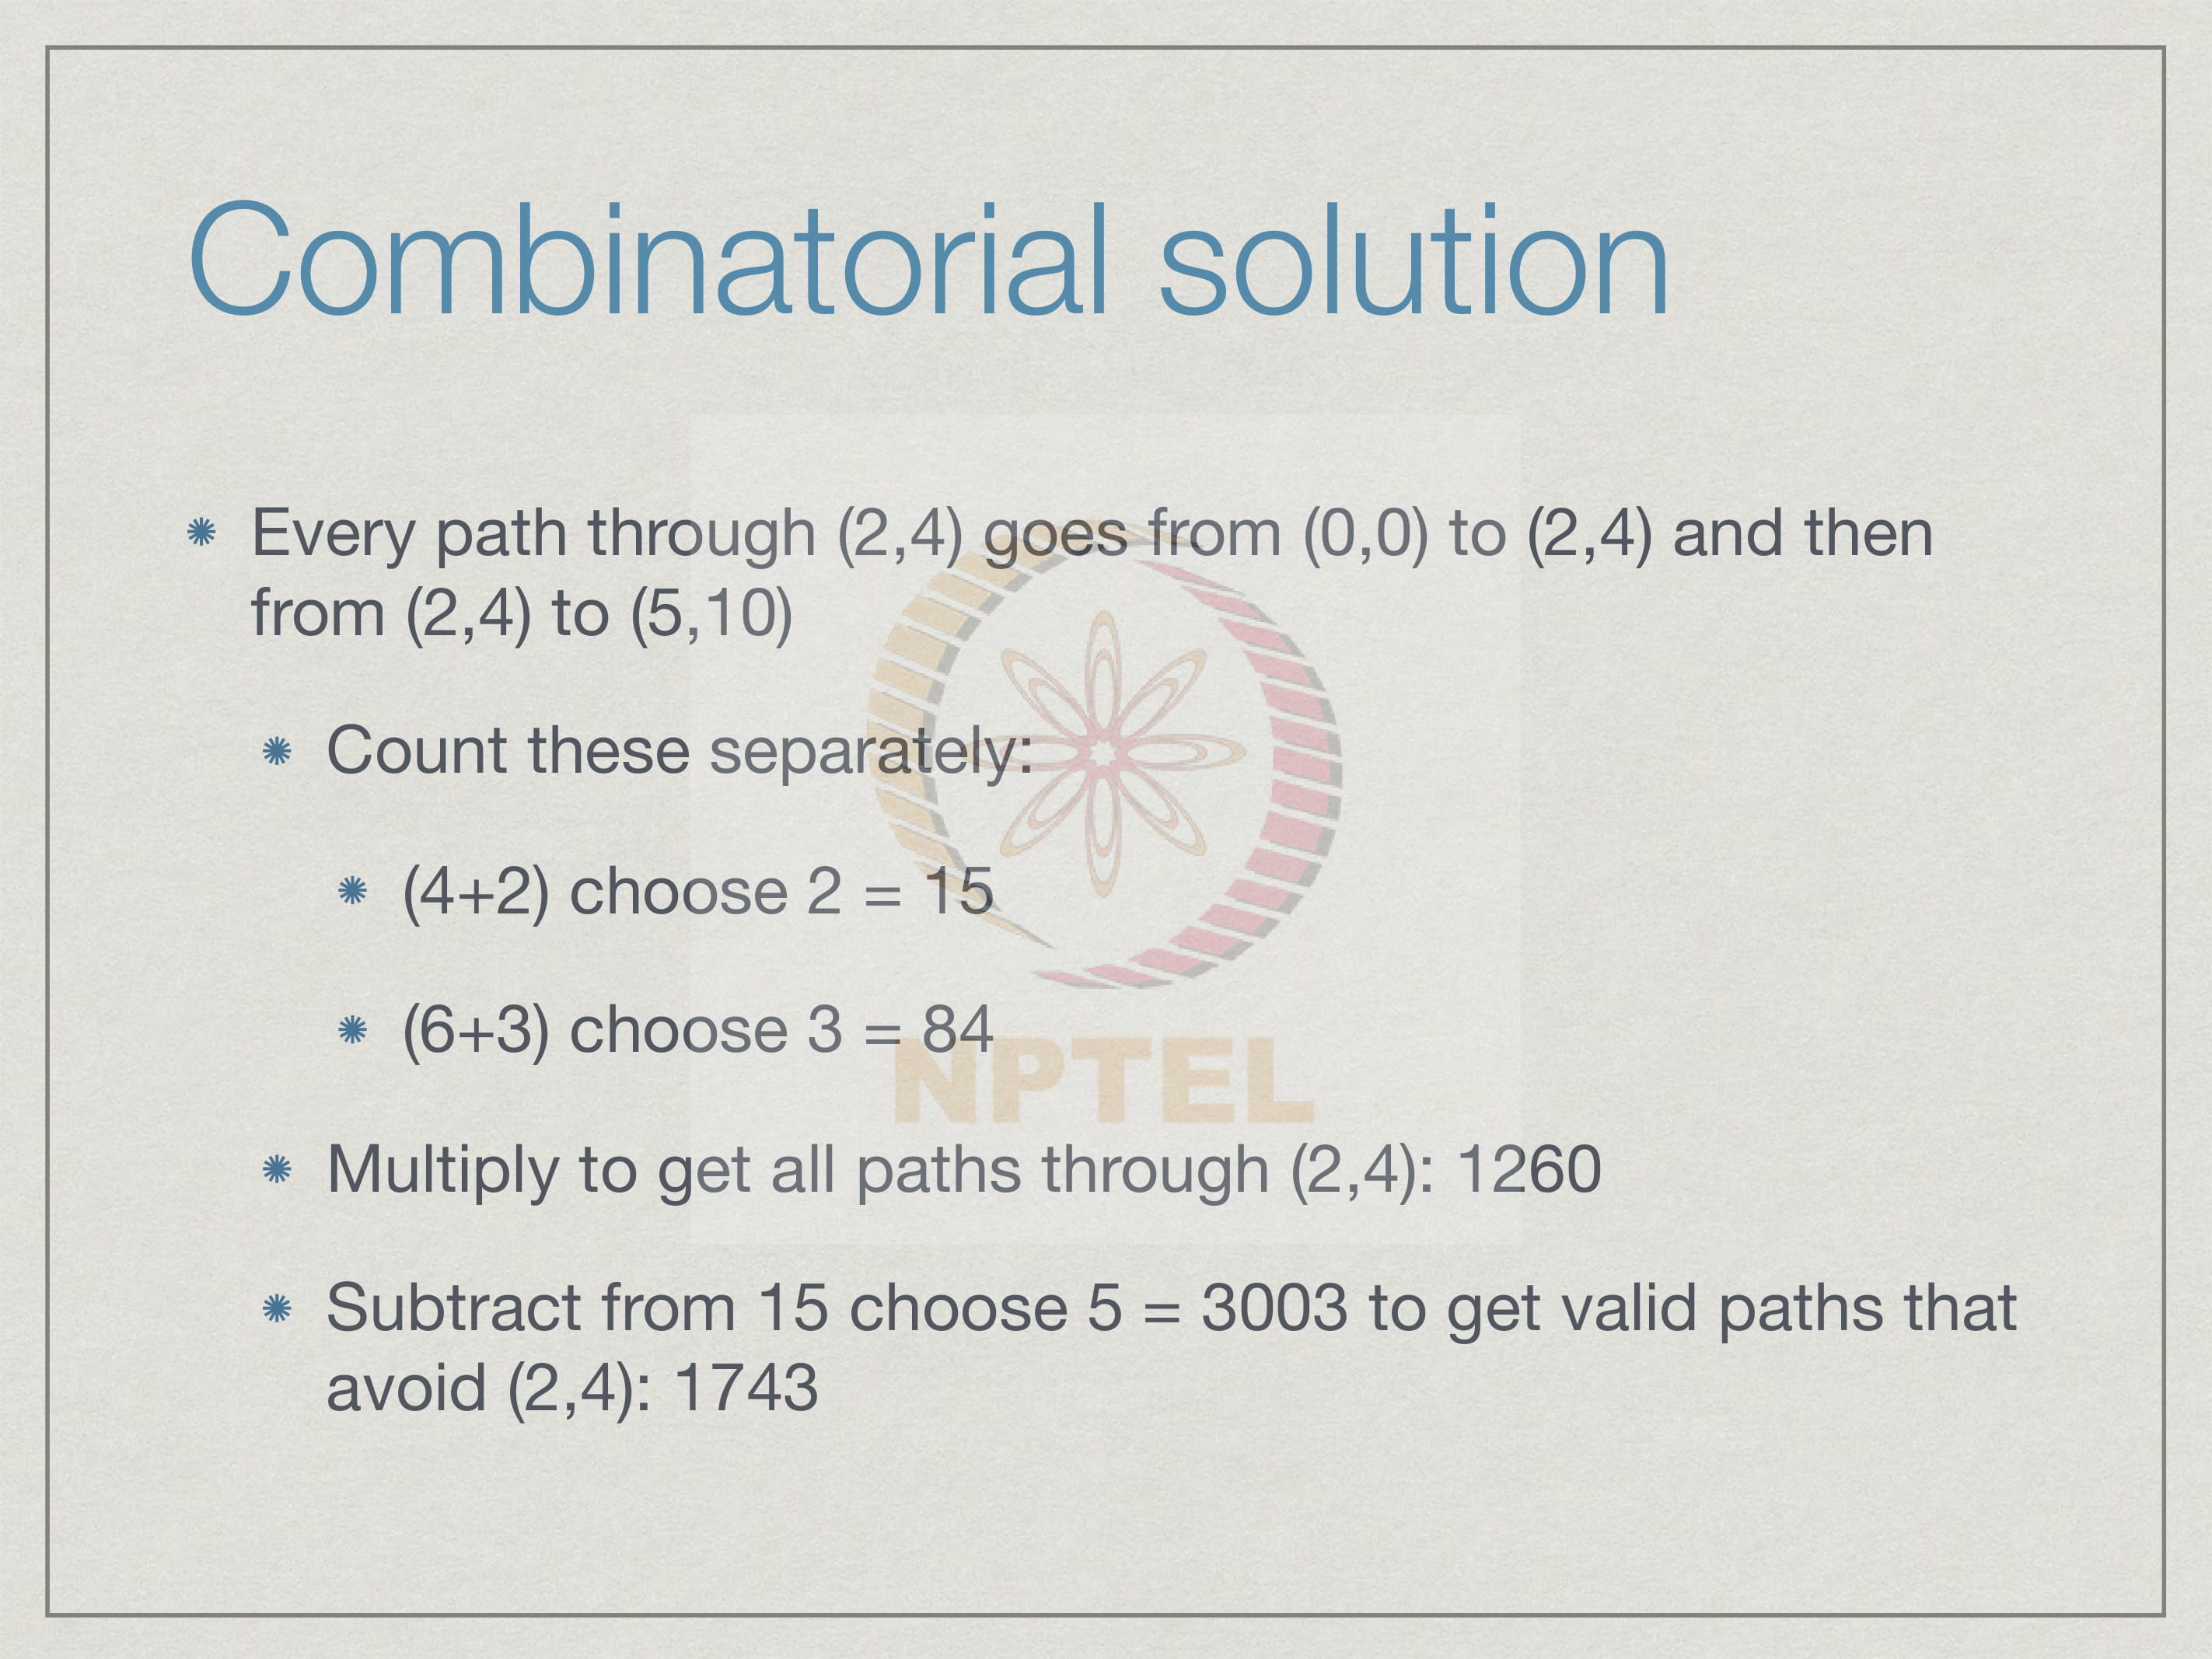 Combinatorial solution
Every path through (2,4) goes from (0,0) to (2,4) and then
from (2,4) to (5,10)
Count these separately:
(4+2) choose 2 = 15
(6+3) choose 3 = 84
NPTEL
Multiply to get all paths through (2,4): 1260
Subtract from 15 choose 5 = 3003 to get valid paths that
avoid (2,4): 1743